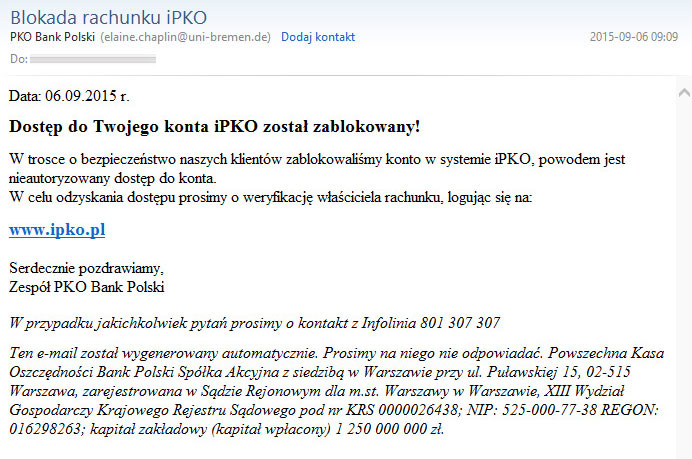 Blokada rachunku iPKO
PKO Bank Polski (elaine.chaplin@uni-bremen.de) Dodaj kontakt 2015-09-06 09:09
Do:
Data: 06.09.2015 r.
Dostęp do Twojego konta iPKO został zablokowany!
W trosce o bezpieczeństwo naszych klientów zablokowaliśmy konto w systemie iPKO, powodem jest
nieautoryzowany dostęp do konta.
W celu odzyskania dostępu prosimy o weryfikację właściciela rachunku, logując się na:
www.ipko.pl
Serdecznie pozdrawiamy,
Zespół PKO Bank Polski
W przypadku jakichkolwiek pytań prosimy o kontakt z Infolinia 801 307 307
Ten e-mail został wygenerowany automatycznie. Prosimy na niego nie odpowiadać. Powszechna Kasa
Oszczędności Bank Polski Spółka Akcyjna z siedzibą w Warszawie przy ul. Puławskiej 15, 02-515
Warszawa, zarejestrowana w Sądzie Rejonowym dla m.st. Warszawy w Warszawie, XIII Wydział
Gospodarczy Krajowego Rejestru Sądowego pod nr KRS 0000026438; NIP: 525-000-77-38 REGON:
016298263; kapitał zakładowy (kapitał wpłacony) 1 250 000 000 zł.